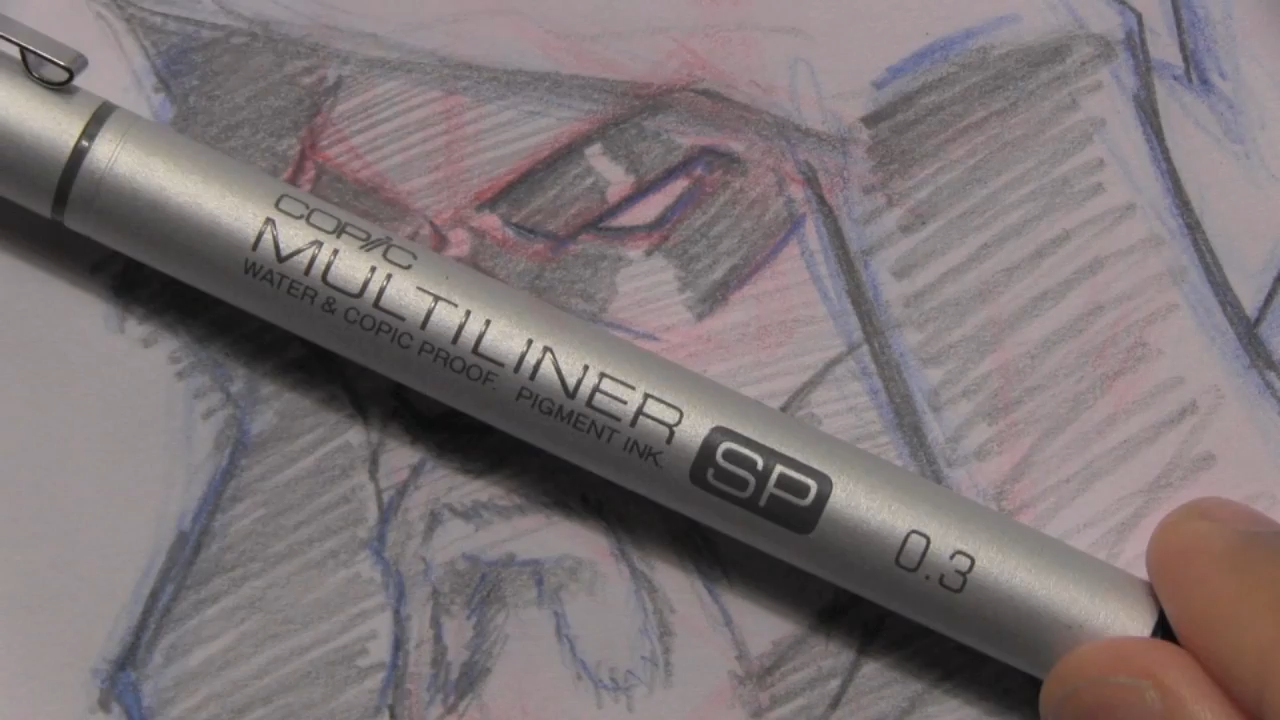 COPIC
MULTILINER SP 0.3
WATER & COPIC PROOF. PIGMENT INK.